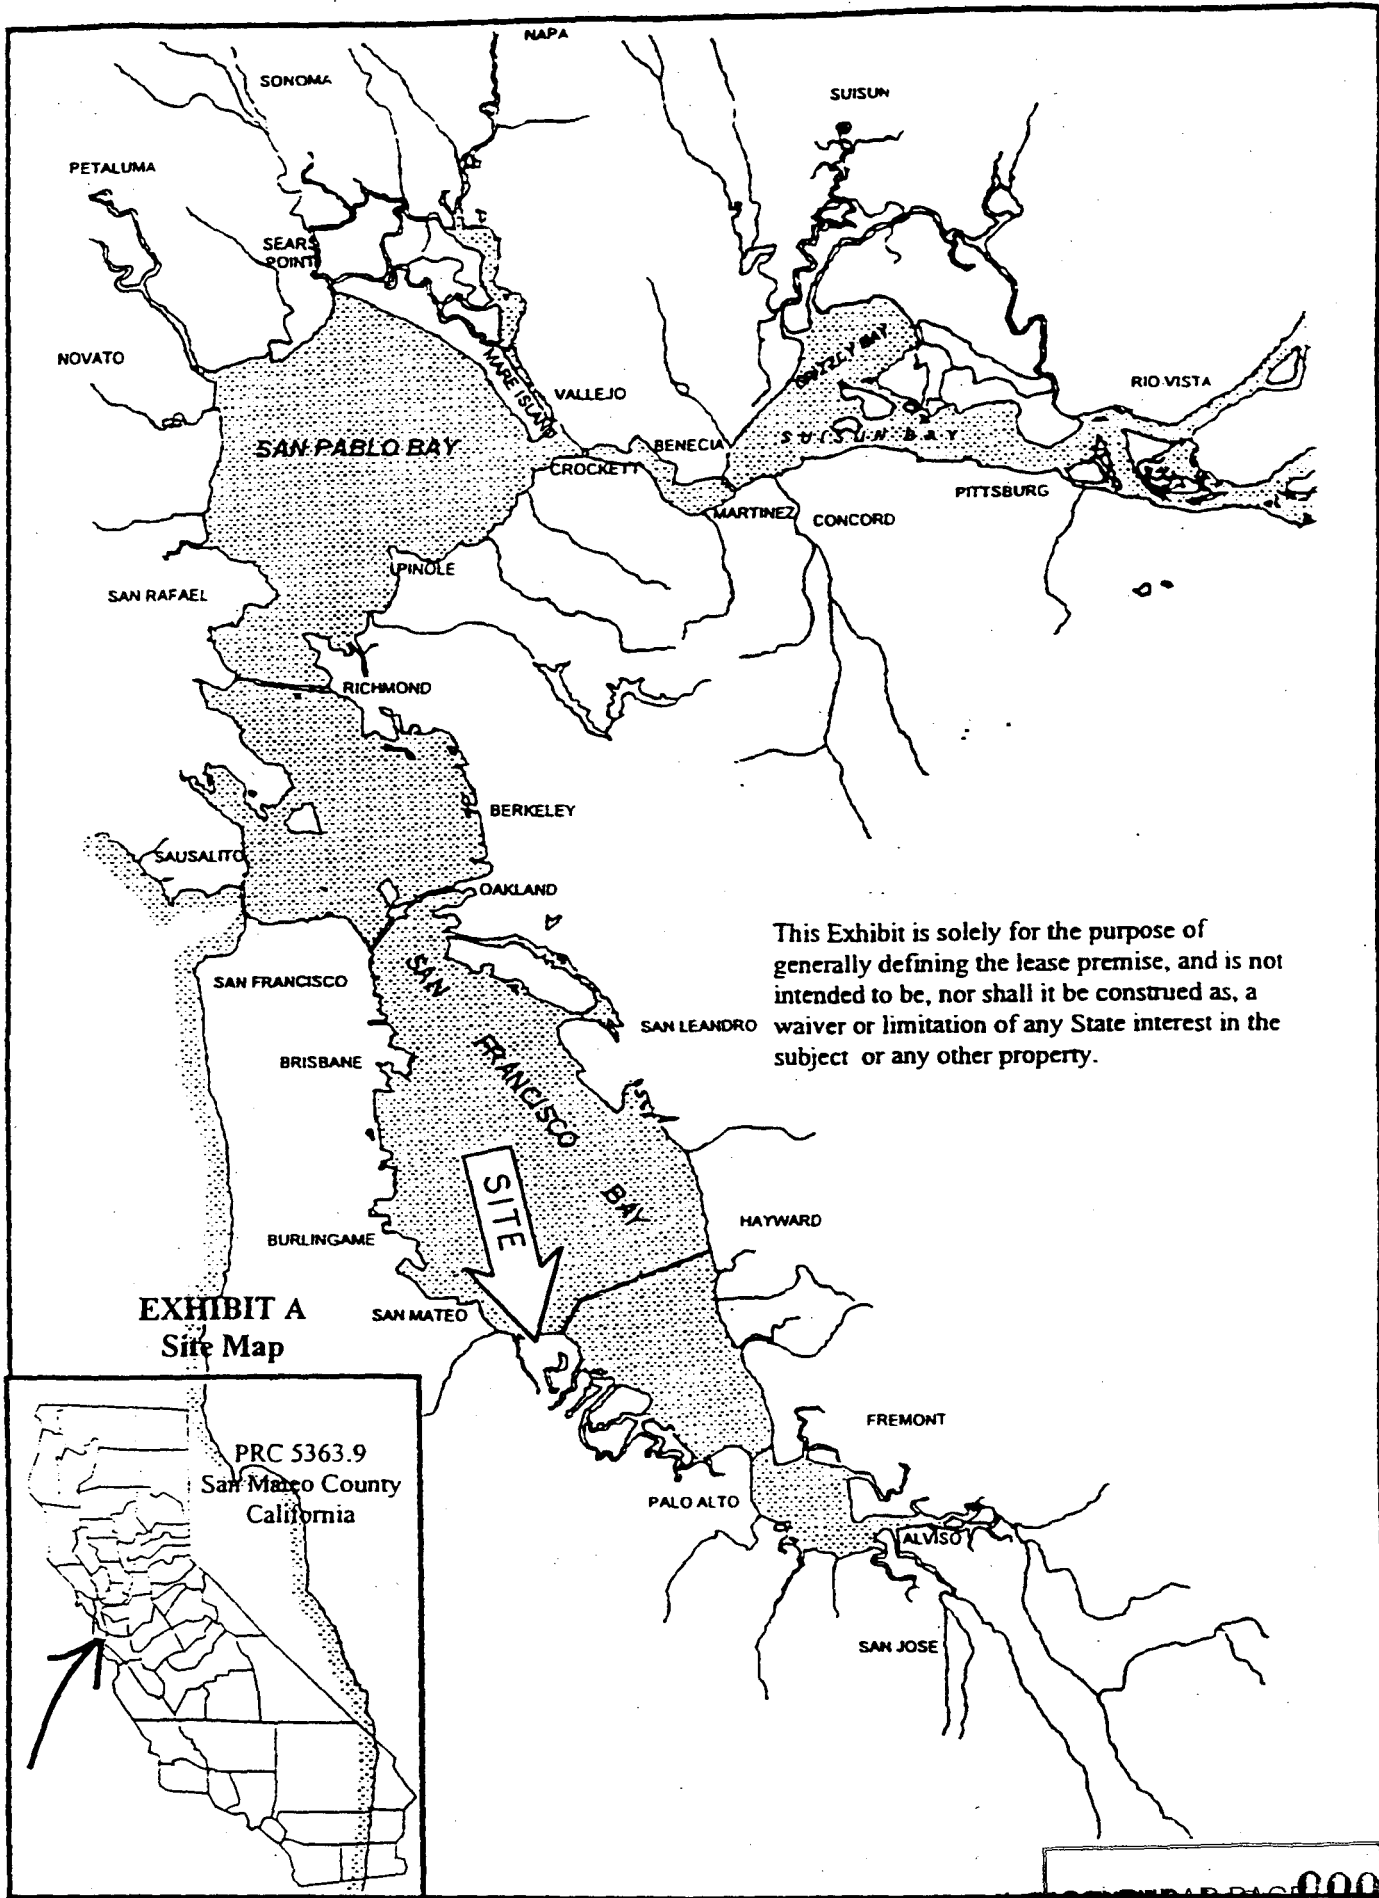 NAPA
SONOMA
SUISUN
PETALUMA
SEARS
POINT
NOVATO
MARE ISLAND
VALLEJO
GRIZZLY BAY
RIO VISTA
SAN PABLO BAY
BENECIA
SUISUN BAY
CROCKETT
PITTSBURG
MARTINEZ
CONCORD
PINOLE
SAN RAFAEL
RICHMOND
BERKELEY
SAUSALITO
OAKLAND
This Exhibit is solely for the purpose of
generally defining the lease premise, and is not
intended to be, nor shall it be construed as, a
waiver or limitation of any State interest in the
subject or any other property.
SAN FRANCISCO
SAN FRANCISCO BAY
SAN LEANDRO
BRISBANE
SITE
HAYWARD
BURLINGAME
SAN MATEO
EXHIBIT A
Site Map
FREMONT
PRC 5363.9
San Mateo County
California
PALO ALTO
ALVISO
SAN JOSE